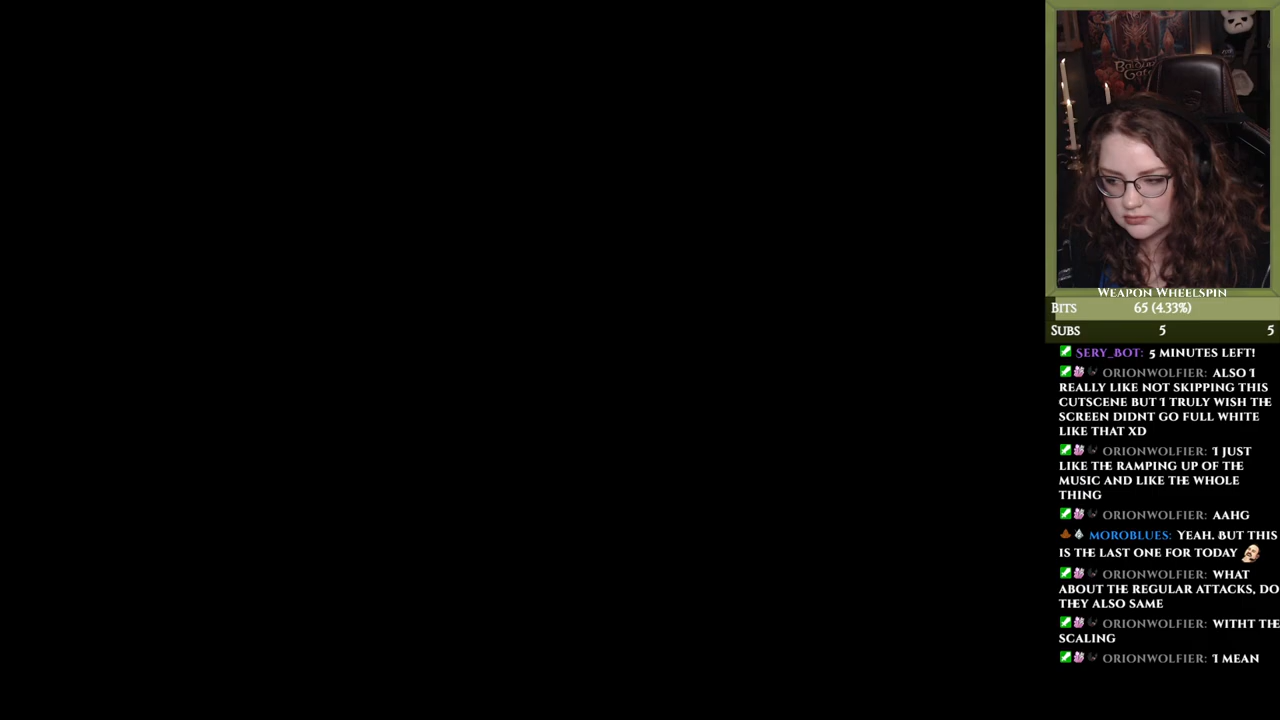 Baldur's
Gate
Weapon Wheelspin
Bits 65 (4.33%)
Subs 5 5
Sery_Bot: 5 minutes left!
OrionWolfier: Also I
really like not skipping this
cutscene but I truly wish the
screen didnt go full white
like that xD
OrionWolfier: I just
like the ramping up of the
music and like the whole
thing
OrionWolfier: aahg
MoroBlues: Yeah. But this
is the last one for today
OrionWolfier: what
about the regular attacks, do
they also same
OrionWolfier: witht the
scaling
OrionWolfier: I mean